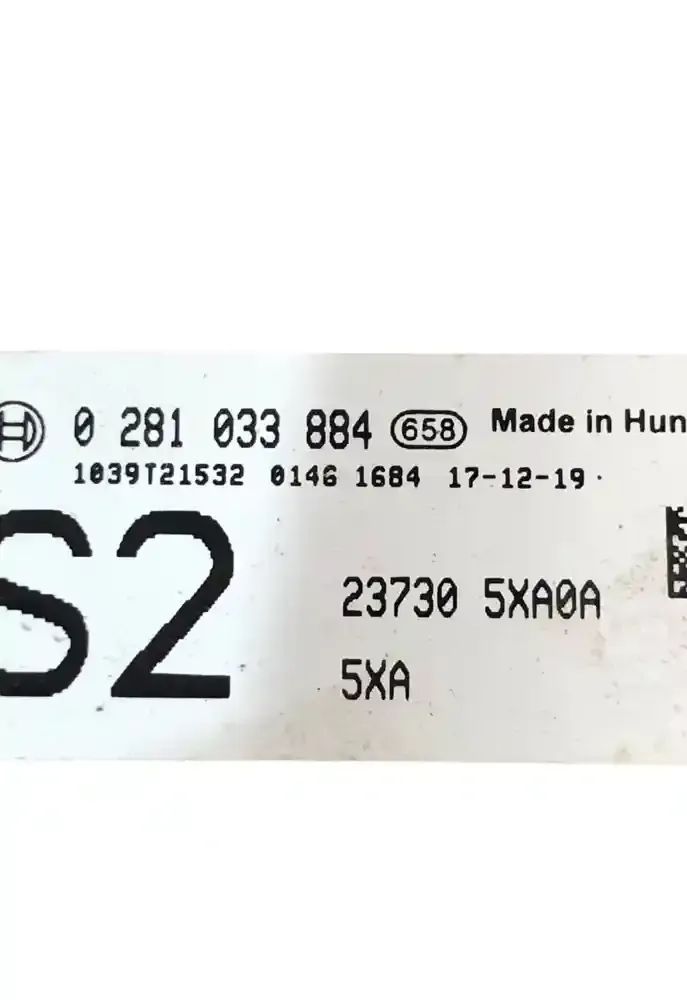 0 281 033 884 658 Made in Hun
1039T21532 0146 1684 17-12-19
S2
23730 5XA0A
5XA